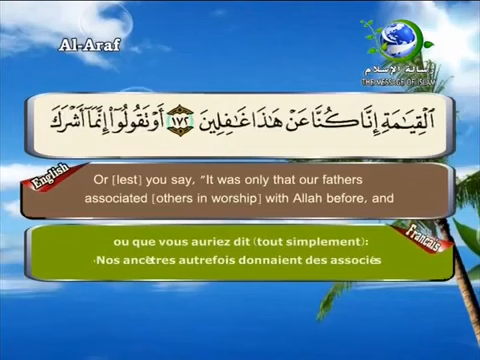 Al-Araf
رسالة الإسلام
THE MESSAGE OF ISLAM
ٱلْقِيَـٰمَةِ إِنَّا كُنَّا عَنْ هَـٰذَا غَـٰفِلِينَ ١٧٢ أَوْ تَقُولُوٓا۟ إِنَّمَآ أَشْرَكَ
English
Or [lest] you say, "It was only that our fathers
associated [others in worship] with Allah before, and
Francais
ou que vous auriez dit (tout simplement):
«Nos ancêtres autrefois donnaient des associés